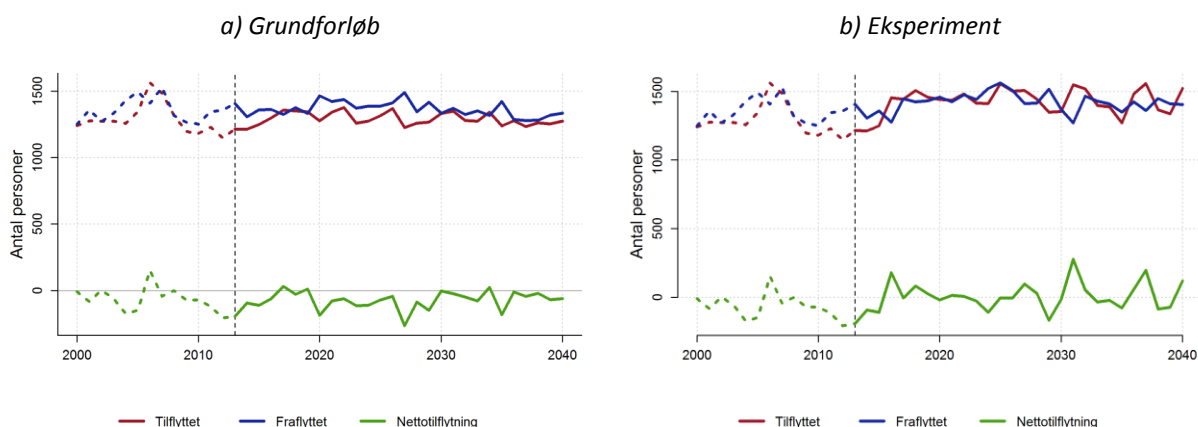 a) Grundforløb
Antal personer
1500
1000
500
0
2000
2010
2020
2030
2040
Tilflyttet
Fraflyttet
Nettotilflytning
b) Eksperiment
Antal personer
1500
1000
500
0
2000
2010
2020
2030
2040
Tilflyttet
Fraflyttet
Nettotilflytning